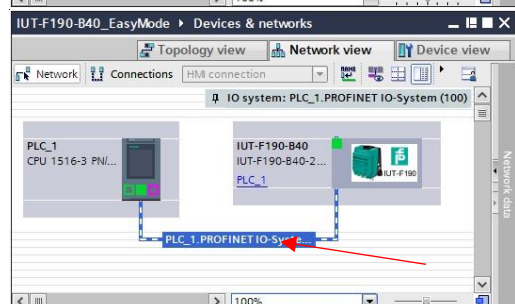 100%
IUT-F190-B40_EasyMode ▸ Devices & networks
Topology view Network view Device view
Network Connections HMI connection
IO system: PLC_1.PROFINET IO-System (100)
PLC_1
CPU 1516-3 PN/...
IUT-F190-B40
IUT-F190-B40-2...
PLC_1
IUT-F190
PLC_1.PROFINET IO-Syste...
Network data
100%